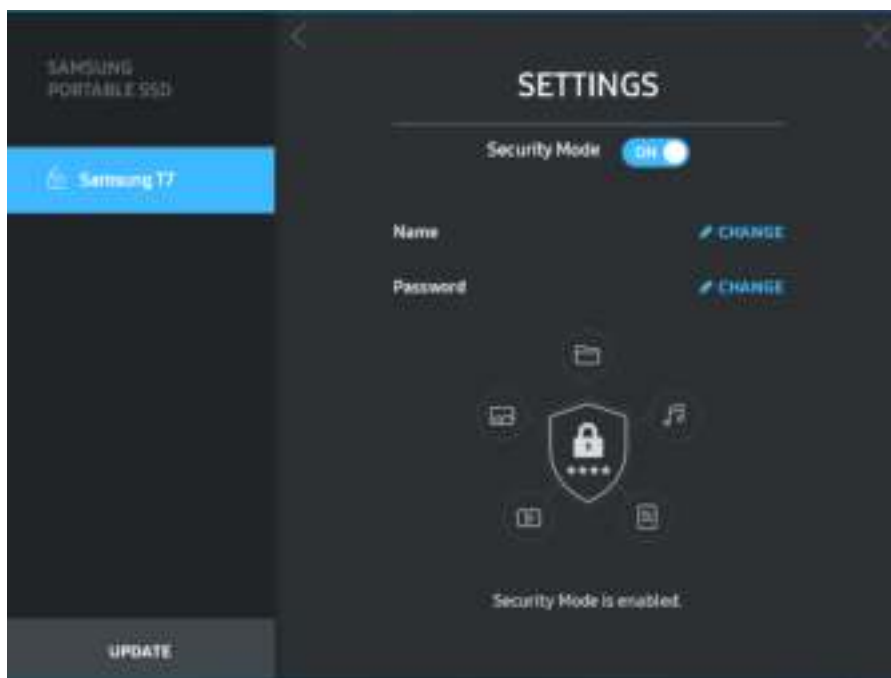 SAMSUNG
PORTABLE SSD
Samsung T7
UPDATE
SETTINGS
Security Mode ON
Name CHANGE
Password CHANGE
****
Security Mode is enabled.